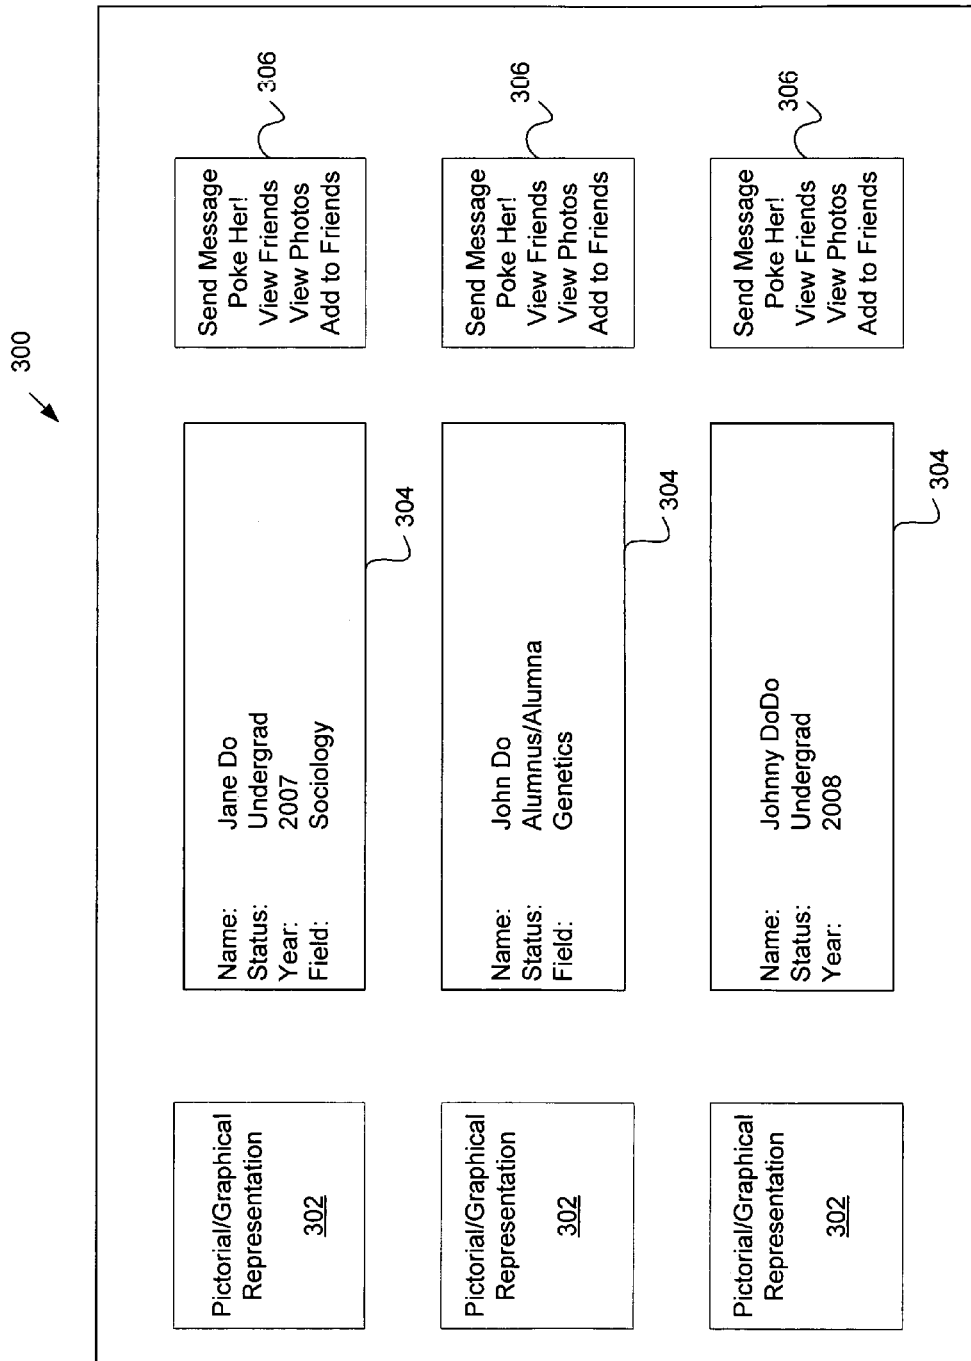 300
Pictorial/Graphical
Representation
302
Name: Jane Do
Status: Undergrad
Year: 2007
Field: Sociology
304
Send Message
Poke Her!
View Friends
View Photos
Add to Friends
306
Pictorial/Graphical
Representation
302
Name: John Do
Status: Alumnus/Alumna
Field: Genetics
304
Send Message
Poke Her!
View Friends
View Photos
Add to Friends
306
Pictorial/Graphical
Representation
302
Name: Johnny DoDo
Status: Undergrad
Year: 2008
304
Send Message
Poke Her!
View Friends
View Photos
Add to Friends
306